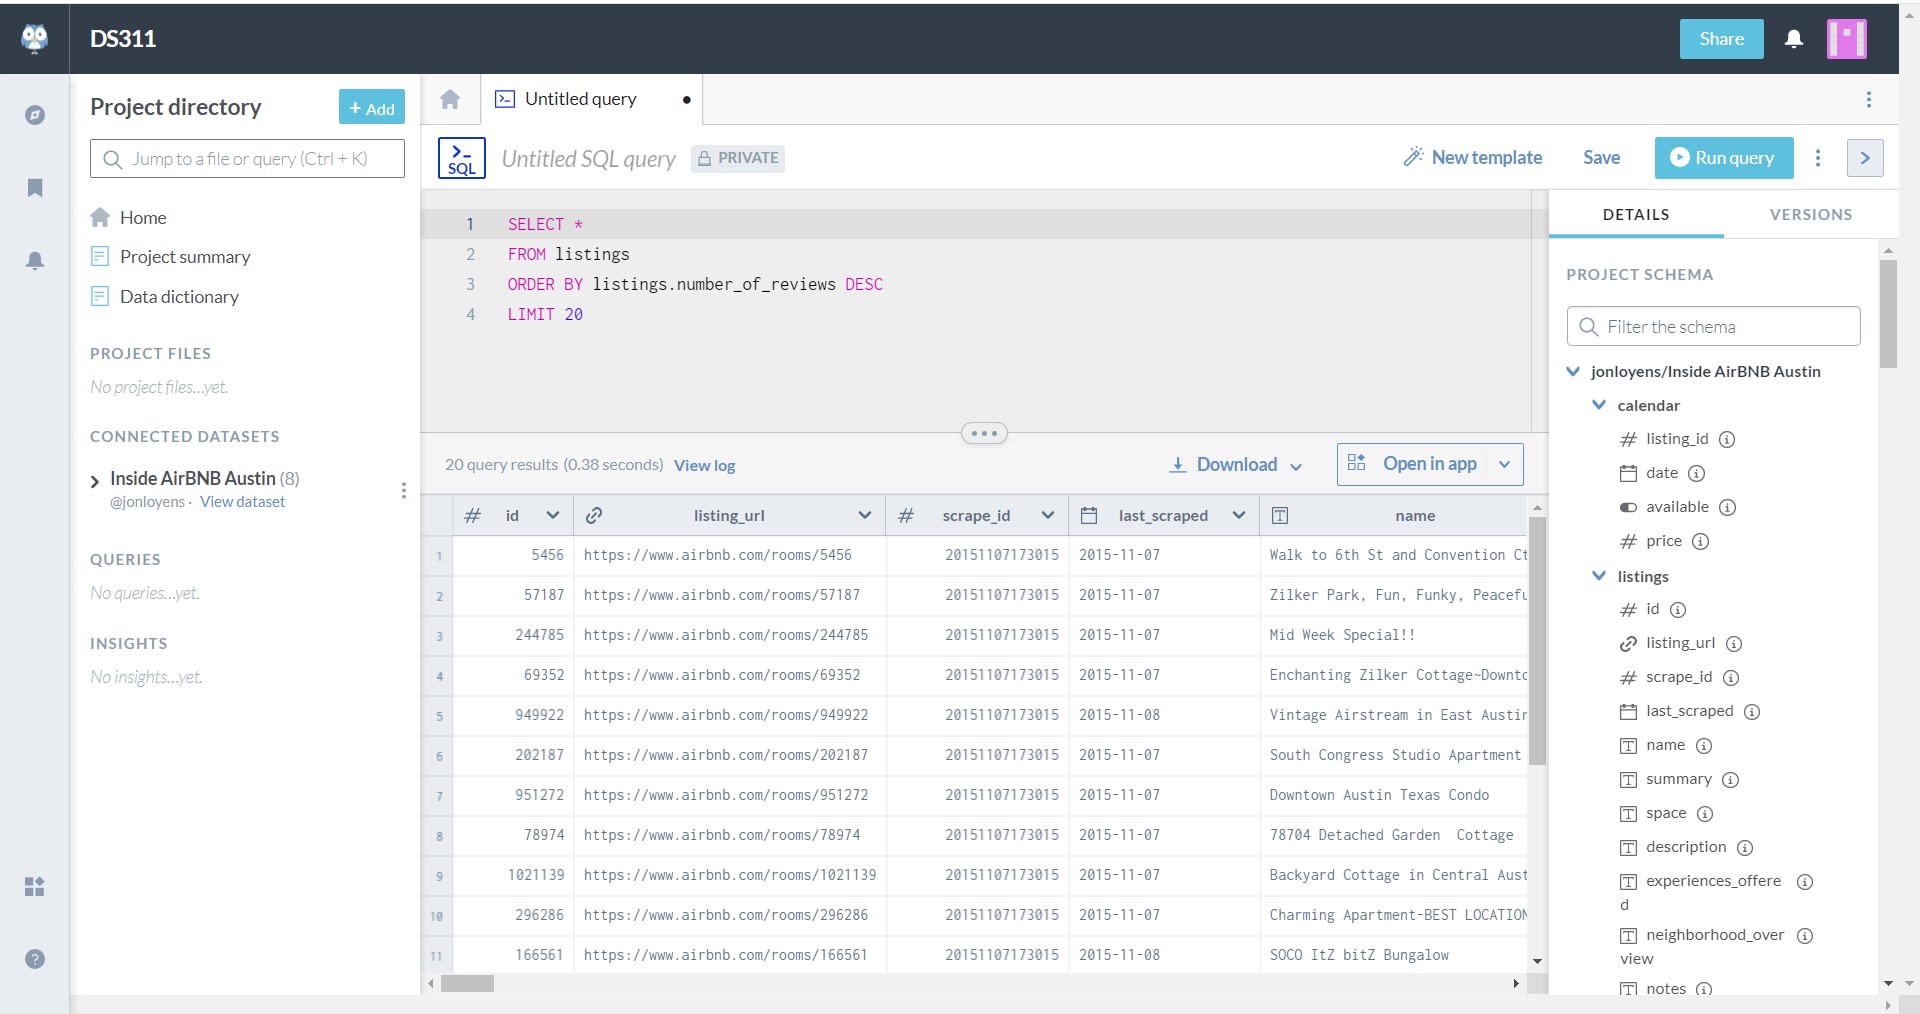 DS311
Share
Project directory
+ Add
Jump to a file or query (Ctrl + K)
Home
Project summary
Data dictionary
PROJECT FILES
No project files...yet.
CONNECTED DATASETS
Inside AirBNB Austin (8)
@jonloyens · View dataset
QUERIES
No queries...yet.
INSIGHTS
No insights...yet.
Untitled query
SQL
Untitled SQL query
PRIVATE
New template
Save
Run query
1 SELECT *
2 FROM listings
3 ORDER BY listings.number_of_reviews DESC
4 LIMIT 20
20 query results (0.38 seconds) View log
Download
Open in app
# id listing_url # scrape_id last_scraped T name
1 5456 https://www.airbnb.com/rooms/5456 20151107173015 2015-11-07 Walk to 6th St and Convention Ct
2 57187 https://www.airbnb.com/rooms/57187 20151107173015 2015-11-07 Zilker Park, Fun, Funky, Peacefu
3 244785 https://www.airbnb.com/rooms/244785 20151107173015 2015-11-07 Mid Week Special!!
4 69352 https://www.airbnb.com/rooms/69352 20151107173015 2015-11-07 Enchanting Zilker Cottage~Downto
5 949922 https://www.airbnb.com/rooms/949922 20151107173015 2015-11-08 Vintage Airstream in East Austin
6 202187 https://www.airbnb.com/rooms/202187 20151107173015 2015-11-07 South Congress Studio Apartment
7 951272 https://www.airbnb.com/rooms/951272 20151107173015 2015-11-07 Downtown Austin Texas Condo
8 78974 https://www.airbnb.com/rooms/78974 20151107173015 2015-11-07 78704 Detached Garden  Cottage
9 1021139 https://www.airbnb.com/rooms/1021139 20151107173015 2015-11-07 Backyard Cottage in Central Aust
10 296286 https://www.airbnb.com/rooms/296286 20151107173015 2015-11-07 Charming Apartment-BEST LOCATION
11 166561 https://www.airbnb.com/rooms/166561 20151107173015 2015-11-08 SOCO ItZ bitZ Bungalow
DETAILS
VERSIONS
PROJECT SCHEMA
Filter the schema
jonloyens/Inside AirBNB Austin
calendar
# listing_id
date
available
# price
listings
# id
listing_url
# scrape_id
last_scraped
T name
T summary
T space
T description
T experiences_offere
d
T neighborhood_over
view
T notes